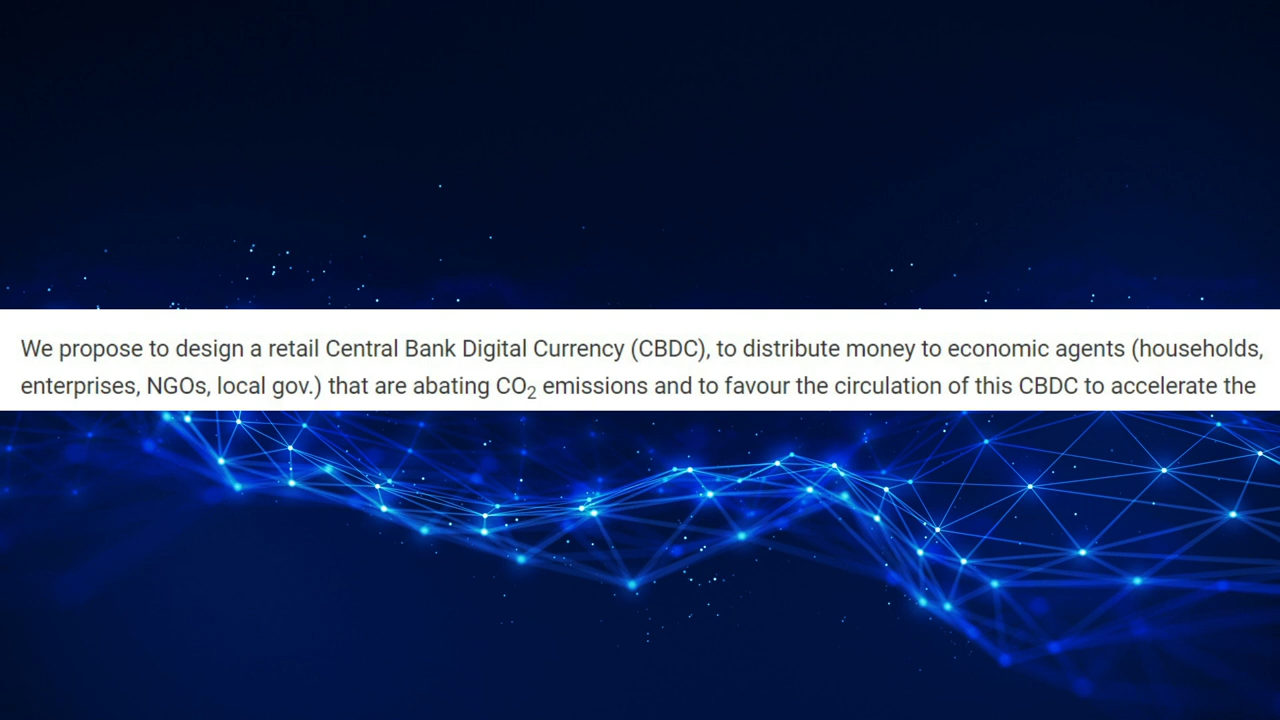 We propose to design a retail Central Bank Digital Currency (CBDC), to distribute money to economic agents (households,
enterprises, NGOs, local gov.) that are abating CO₂ emissions and to favour the circulation of this CBDC to accelerate the